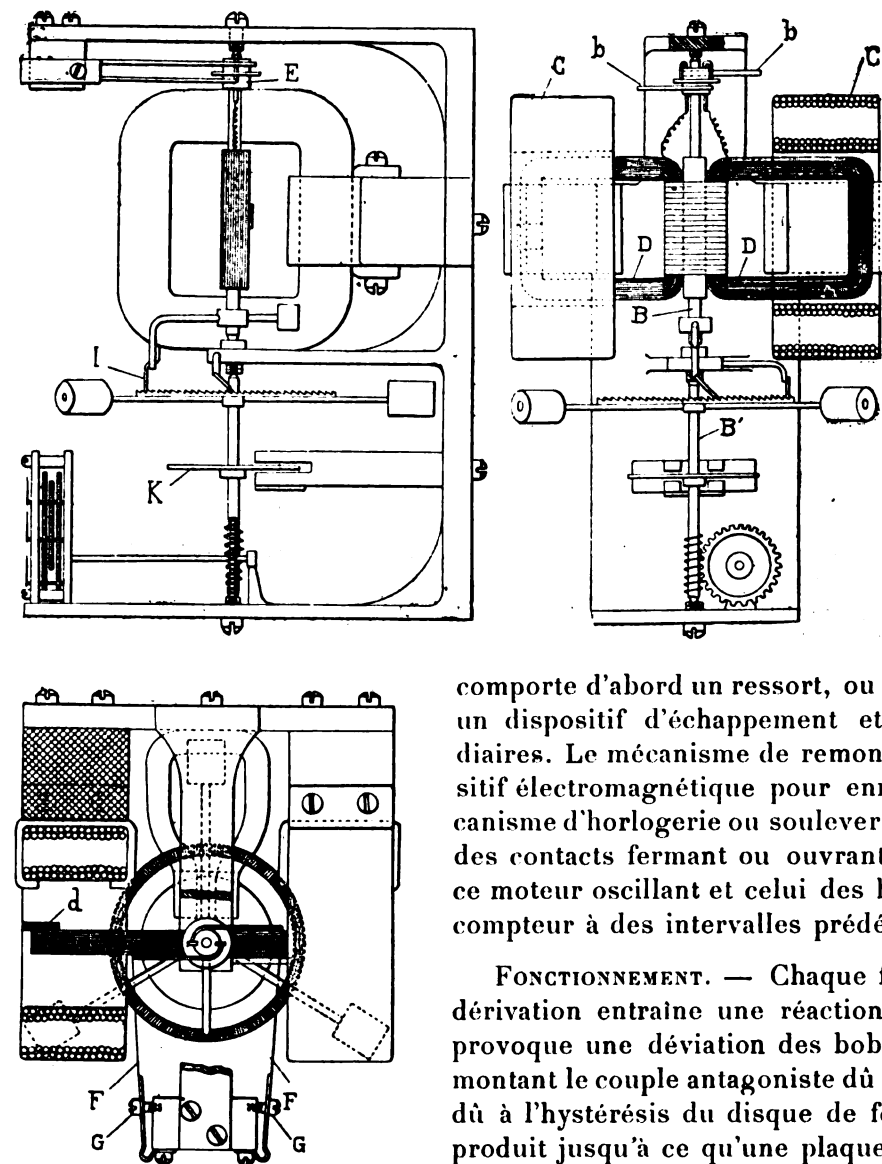 E
I
K
b
b
C
C
D
D
B
B'
d
F
F
G
G
comporte d'abord un ressort, ou
un dispositif d'échappement et
diaires. Le mécanisme de remon
sitif électromagnétique pour enr
canisme d'horlogerie ou soulever
des contacts fermant ou ouvrant
ce moteur oscillant et celui des
compteur à des intervalles prédé
FONCTIONNEMENT. — Chaque
dérivation entraîne une réaction
provoque une déviation des bob
montant le couple antagoniste dû
dû à l'hystérésis du disque de f
produit jusqu'à ce qu'une plaque